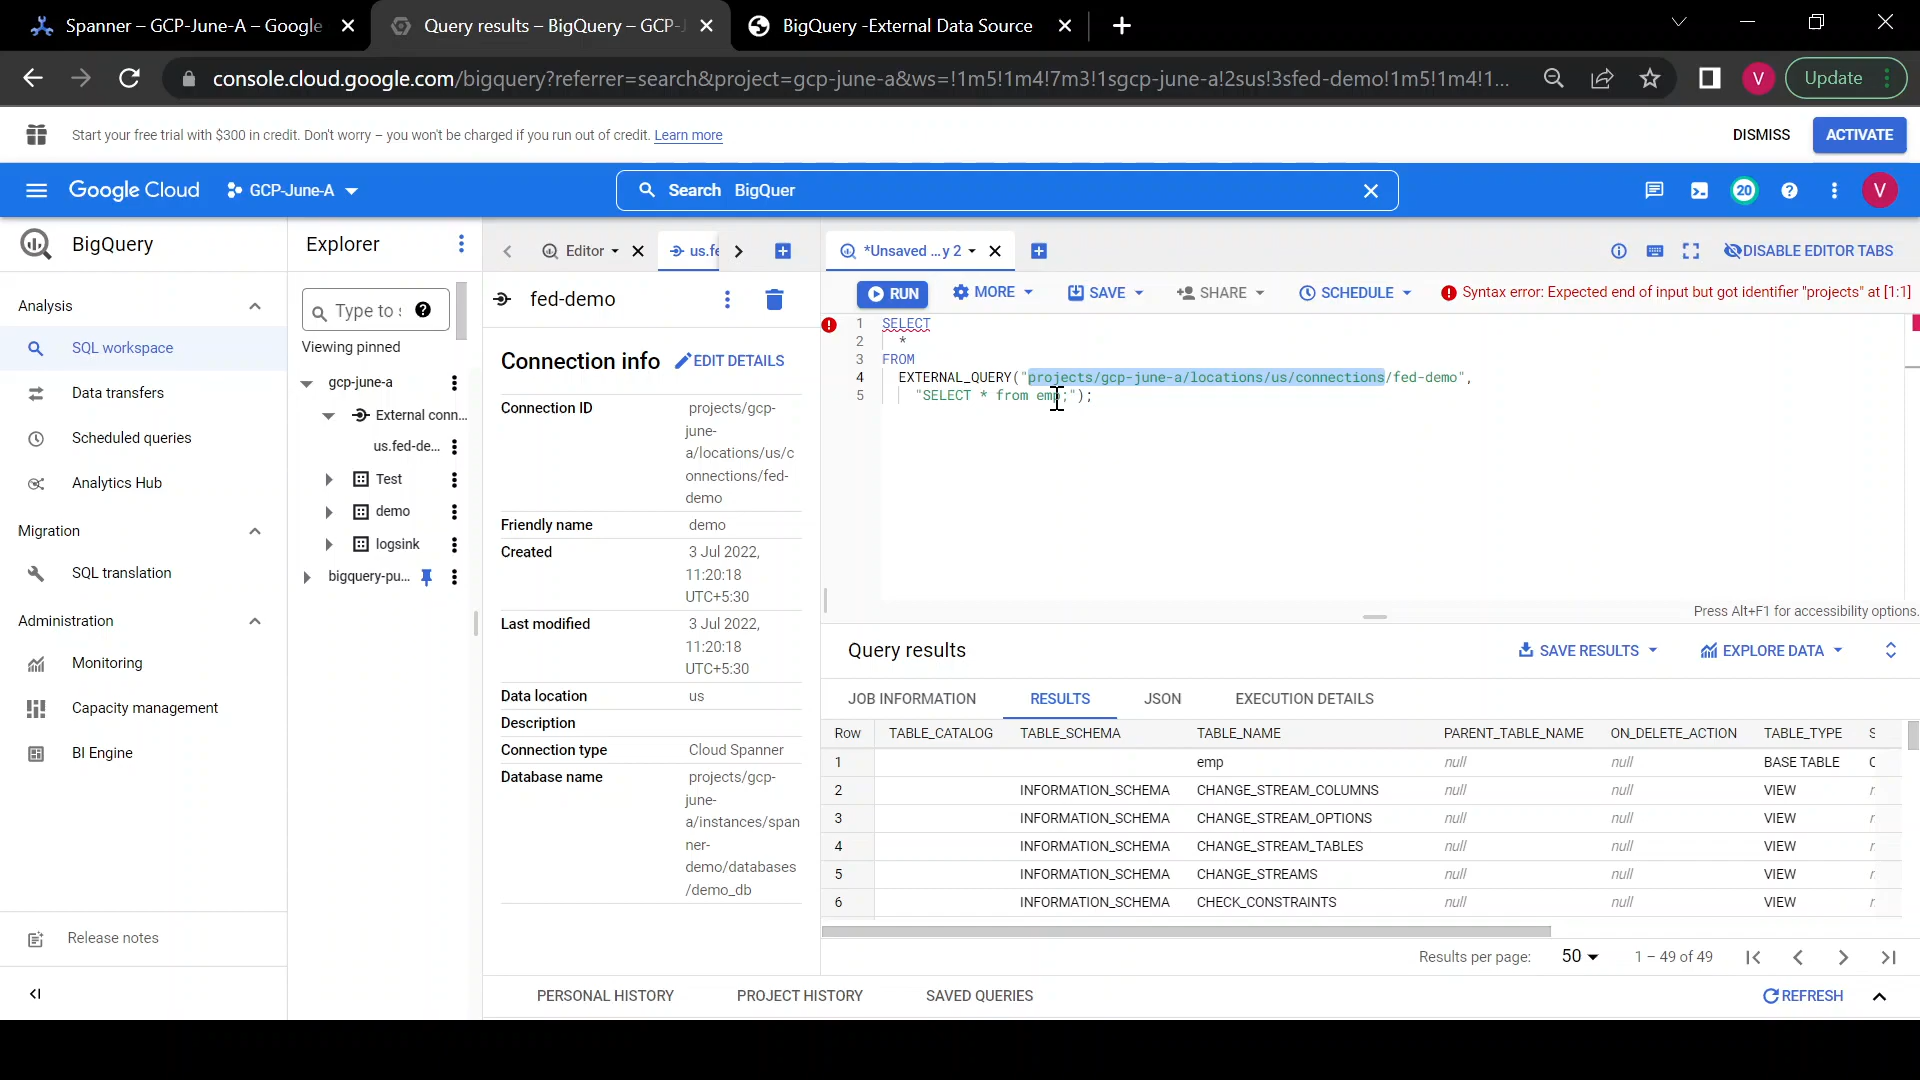 Spanner – GCP-June-A – Google
Query results – BigQuery – GCP-J
BigQuery -External Data Source
console.cloud.google.com/bigquery?referrer=search&project=gcp-june-a&ws=!1m5!1m4!7m3!1sgcp-june-a!2sus!3sfed-demo!1m5!1m4!1...
V
Update
Start your free trial with $300 in credit. Don't worry – you won't be charged if you run out of credit. Learn more
DISMISS
ACTIVATE
Google Cloud
GCP-June-A
Search BigQuer
20
V
BigQuery
Analysis
SQL workspace
Data transfers
Scheduled queries
Analytics Hub
Migration
SQL translation
Administration
Monitoring
Capacity management
BI Engine
Release notes
Explorer
Type to s
Viewing pinned
gcp-june-a
External conn...
us.fed-de...
Test
demo
logsink
bigquery-pu...
Editor
us.fe
fed-demo
Connection info
EDIT DETAILS
Connection ID
projects/gcp-
june-
a/locations/us/c
onnections/fed-
demo
Friendly name
demo
Created
3 Jul 2022,
11:20:18
UTC+5:30
Last modified
3 Jul 2022,
11:20:18
UTC+5:30
Data location
us
Description
Connection type
Cloud Spanner
Database name
projects/gcp-
june-
a/instances/span
ner-
demo/databases
/demo_db
*Unsaved ...y 2
DISABLE EDITOR TABS
RUN
MORE
SAVE
SHARE
SCHEDULE
Syntax error: Expected end of input but got identifier "projects" at [1:1]
1 SELECT
2 *
3 FROM
4 EXTERNAL_QUERY("projects/gcp-june-a/locations/us/connections/fed-demo",
5 "SELECT * from emp;");
Press Alt+F1 for accessibility options.
Query results
SAVE RESULTS
EXPLORE DATA
JOB INFORMATION
RESULTS
JSON
EXECUTION DETAILS
Row TABLE_CATALOG TABLE_SCHEMA TABLE_NAME PARENT_TABLE_NAME ON_DELETE_ACTION TABLE_TYPE S
1 emp null null BASE TABLE C
2 INFORMATION_SCHEMA CHANGE_STREAM_COLUMNS null null VIEW r
3 INFORMATION_SCHEMA CHANGE_STREAM_OPTIONS null null VIEW r
4 INFORMATION_SCHEMA CHANGE_STREAM_TABLES null null VIEW r
5 INFORMATION_SCHEMA CHANGE_STREAMS null null VIEW r
6 INFORMATION_SCHEMA CHECK_CONSTRAINTS null null VIEW r
Results per page: 50 1 – 49 of 49
PERSONAL HISTORY
PROJECT HISTORY
SAVED QUERIES
REFRESH